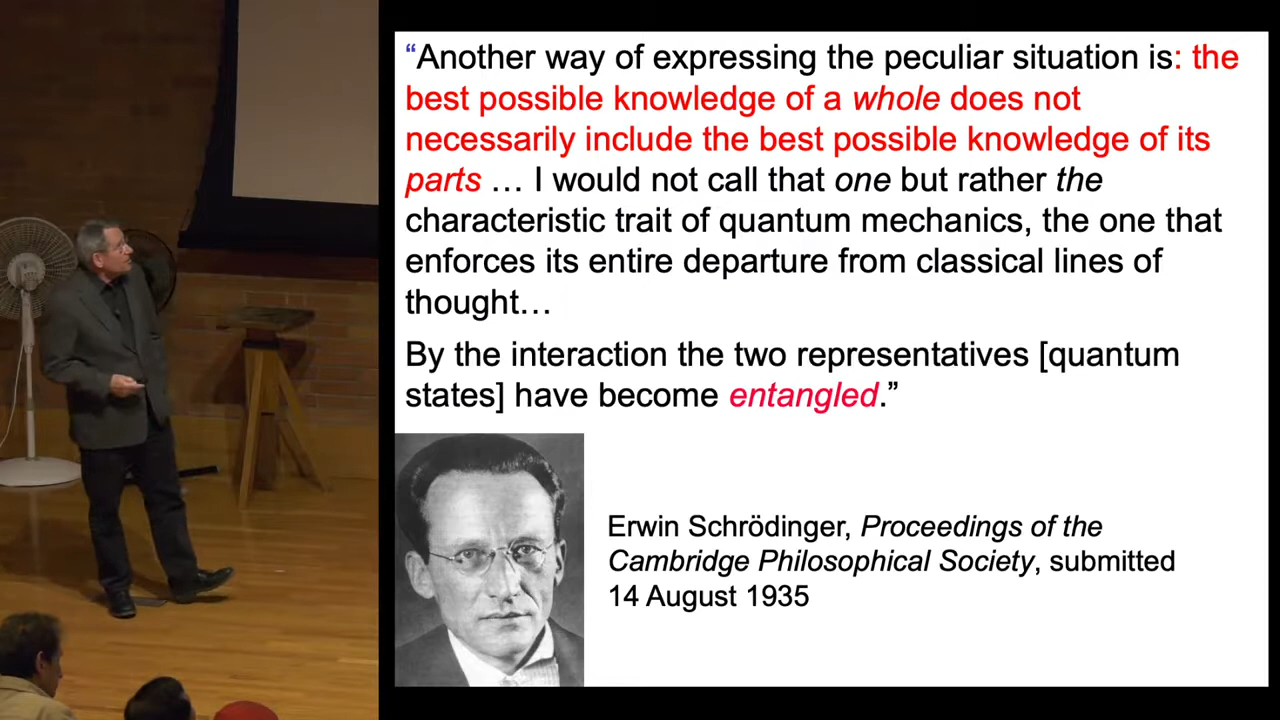 “Another way of expressing the peculiar situation is: the
best possible knowledge of a whole does not
necessarily include the best possible knowledge of its
parts … I would not call that one but rather the
characteristic trait of quantum mechanics, the one that
enforces its entire departure from classical lines of
thought…
By the interaction the two representatives [quantum
states] have become entangled.”
Erwin Schrödinger, Proceedings of the
Cambridge Philosophical Society, submitted
14 August 1935